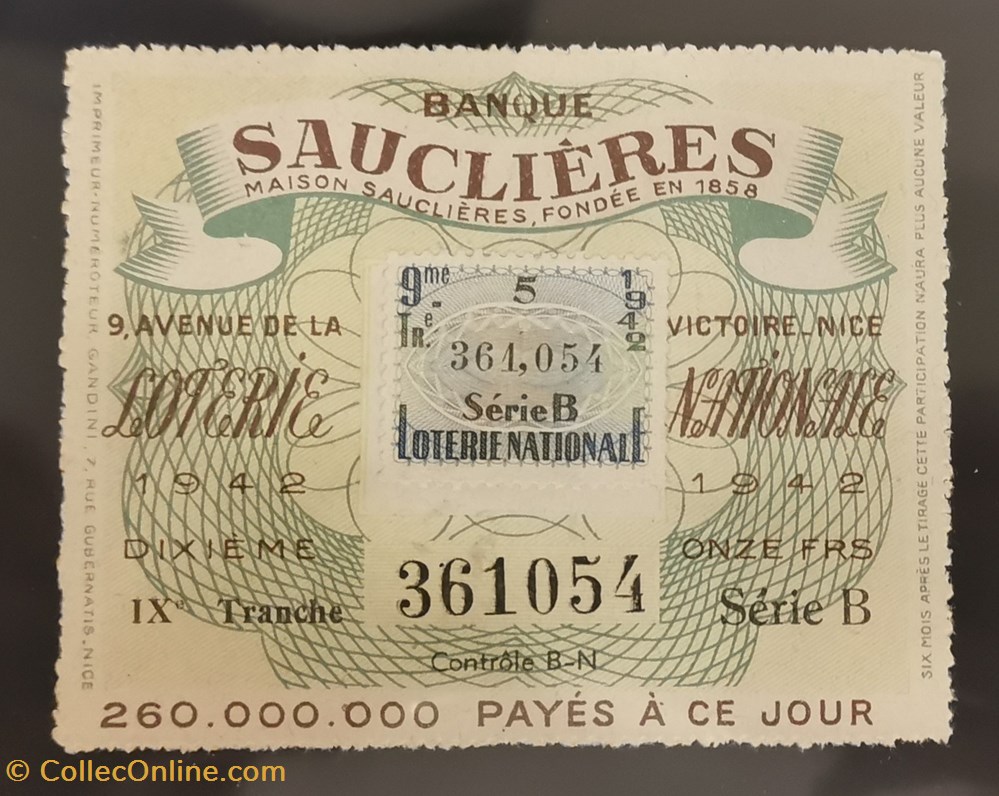 BANQUE
SAUCLIÈRES
MAISON SAUCLIÈRES, FONDÉE EN 1858
9, AVENUE DE LA VICTOIRE_NICE
LOTERIE NATIONALE
1942 1942
DIXIÈME ONZE FRS
IXe Tranche 361054 Série B
Contrôle B-N
260.000.000 PAYÉS À CE JOUR
9me - TRe 5 1942
361,054
Série B
LOTERIE NATIONALE
IMPRIMEUR-NUMÉROTEUR GANDINI, 7, RUE GUBERNATIS, NICE
SIX MOIS APRÈS LE TIRAGE CETTE PARTICIPATION N'AURA PLUS AUCUNE VALEUR
© CollecOnline.com